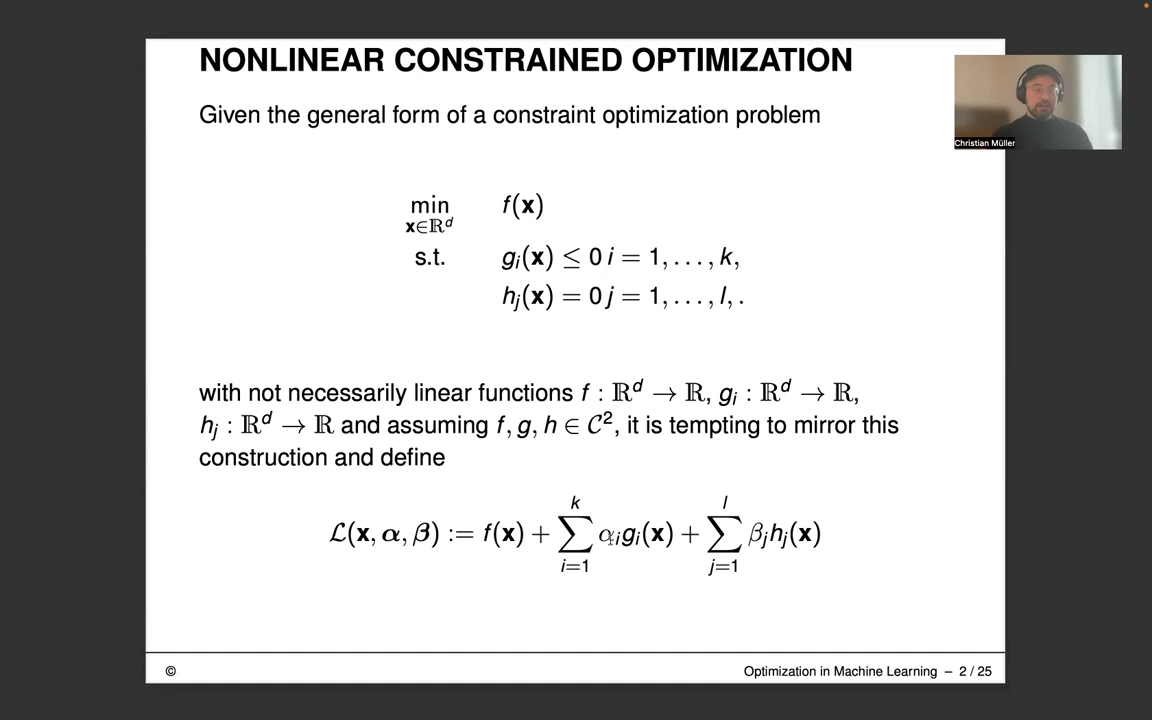 NONLINEAR CONSTRAINED OPTIMIZATION
Given the general form of a constraint optimization problem
Christian Müller
min f(x)
x∈ℝᵈ
s.t. gᵢ(x) ≤ 0 i = 1, . . . , k,
hⱼ(x) = 0 j = 1, . . . , l, .
with not necessarily linear functions f : ℝᵈ → ℝ, gᵢ : ℝᵈ → ℝ,
hⱼ : ℝᵈ → ℝ and assuming f, g, h ∈ 𝒞², it is tempting to mirror this
construction and define
ℒ(x, α, β) := f(x) + ∑ᵢ₌₁ᵏ αᵢgᵢ(x) + ∑ⱼ₌₁ˡ βⱼhⱼ(x)
© Optimization in Machine Learning – 2 / 25